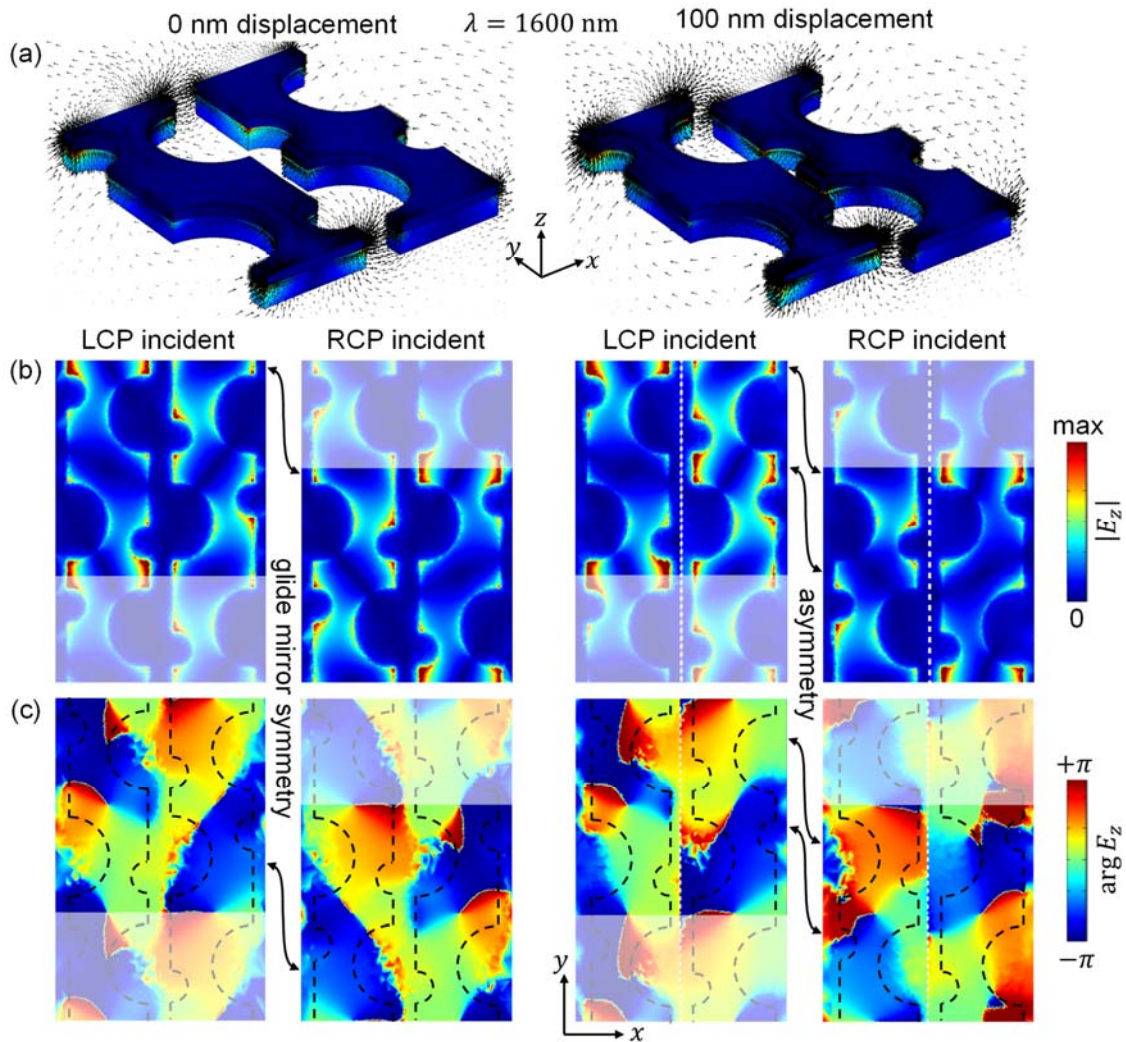 0 nm displacement
λ = 1600 nm
100 nm displacement
(a)
z
y
x
LCP incident
RCP incident
LCP incident
RCP incident
(b)
max
|E_z|
0
glide mirror symmetry
asymmetry
(c)
+π
arg E_z
−π
y
x